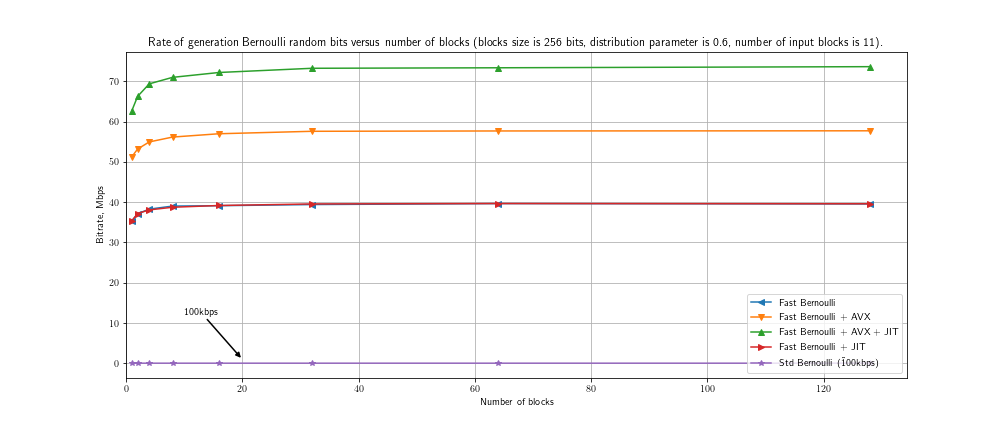 Rate of generation Bernoulli random bits versus number of blocks (blocks size is 256 bits, distribution parameter is 0.6, number of input blocks is 11).
Bitrate, Mbps
70
60
50
40
30
20
10
0
100kbps
Fast Bernoulli
Fast Bernoulli + AVX
Fast Bernoulli + AVX + JIT
Fast Bernoulli + JIT
Std Bernoulli (1̃00kbps)
0
20
40
60
80
100
120
Number of blocks